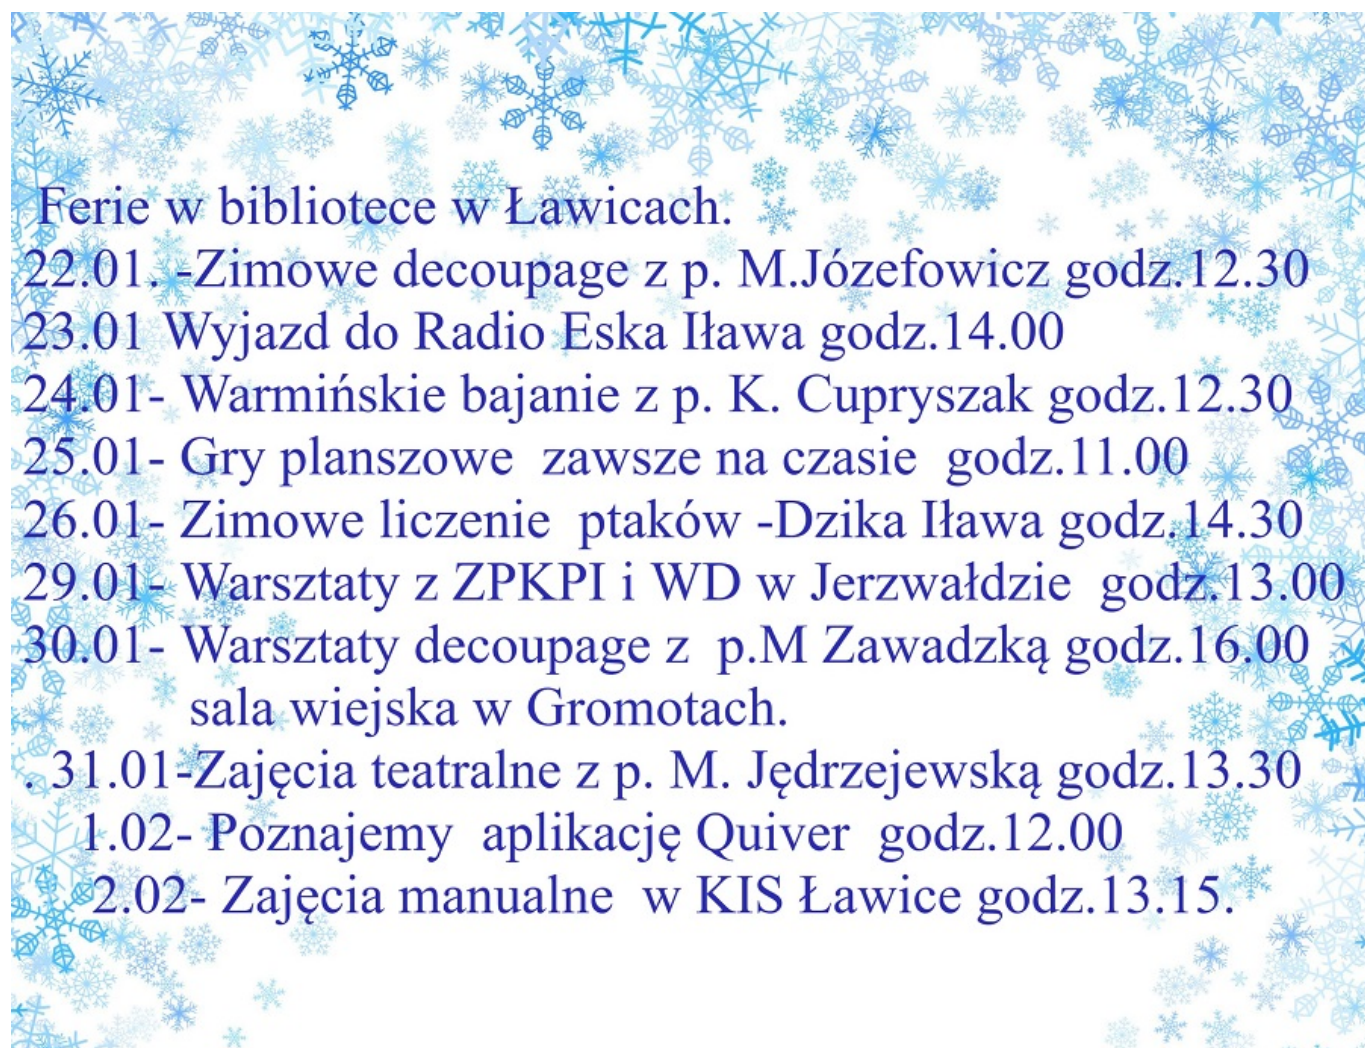 Ferie w bibliotece w Ławicach.
22.01. -Zimowe decoupage z p. M.Józefowicz godz.12.30
23.01 Wyjazd do Radio Eska Iława godz.14.00
24.01- Warmińskie bajanie z p. K. Cupryszak godz.12.30
25.01- Gry planszowe  zawsze na czasie  godz.11.00
26.01- Zimowe liczenie  ptaków -Dzika Iława godz.14.30
29.01- Warsztaty z ZPKPI i WD w Jerzwałdzie  godz.13.00
30.01- Warsztaty decoupage z  p.M Zawadzką godz.16.00
sala wiejska w Gromotach.
. 31.01-Zajęcia teatralne z p. M. Jędrzejewską godz.13.30
1.02- Poznajemy  aplikację Quiver  godz.12.00
2.02- Zajęcia manualne  w KIS Ławice godz.13.15.